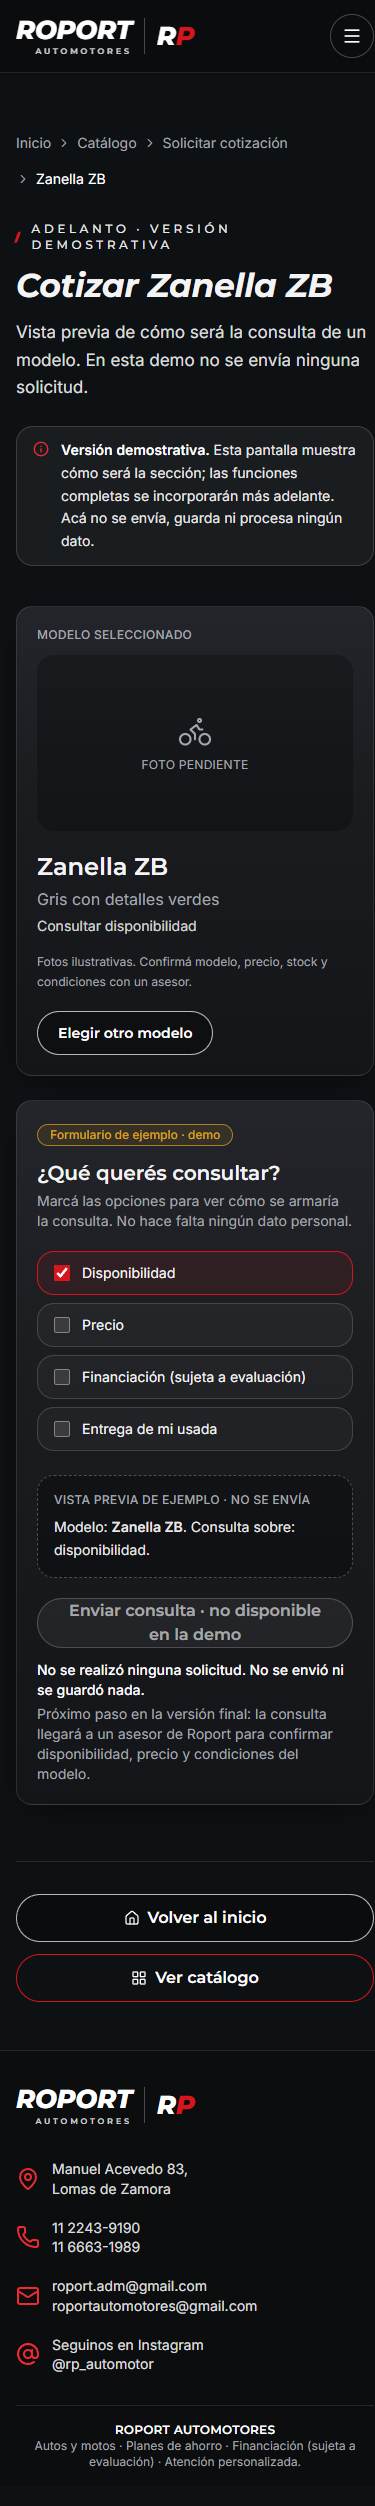 ROPORT RP
AUTOMOTORES
Inicio > Catálogo > Solicitar cotización
> Zanella ZB
ADELANTO · VERSIÓN
DEMOSTRATIVA
Cotizar Zanella ZB
Vista previa de cómo será la consulta de un
modelo. En esta demo no se envía ninguna
solicitud.
Versión demostrativa. Esta pantalla muestra
cómo será la sección; las funciones
completas se incorporarán más adelante.
Acá no se envía, guarda ni procesa ningún
dato.
MODELO SELECCIONADO
FOTO PENDIENTE
Zanella ZB
Gris con detalles verdes
Consultar disponibilidad
Fotos ilustrativas. Confirmá modelo, precio, stock y
condiciones con un asesor.
Elegir otro modelo
Formulario de ejemplo · demo
¿Qué querés consultar?
Marcá las opciones para ver cómo se armaría
la consulta. No hace falta ningún dato personal.
Disponibilidad
Precio
Financiación (sujeta a evaluación)
Entrega de mi usada
VISTA PREVIA DE EJEMPLO · NO SE ENVÍA
Modelo: Zanella ZB. Consulta sobre:
disponibilidad.
Enviar consulta · no disponible
en la demo
No se realizó ninguna solicitud. No se envió ni
se guardó nada.
Próximo paso en la versión final: la consulta
llegará a un asesor de Roport para confirmar
disponibilidad, precio y condiciones del
modelo.
Volver al inicio
Ver catálogo
ROPORT RP
AUTOMOTORES
Manuel Acevedo 83,
Lomas de Zamora
11 2243-9190
11 6663-1989
roport.adm@gmail.com
roportautomotores@gmail.com
Seguinos en Instagram
@rp_automotor
ROPORT AUTOMOTORES
Autos y motos · Planes de ahorro · Financiación (sujeta a
evaluación) · Atención personalizada.